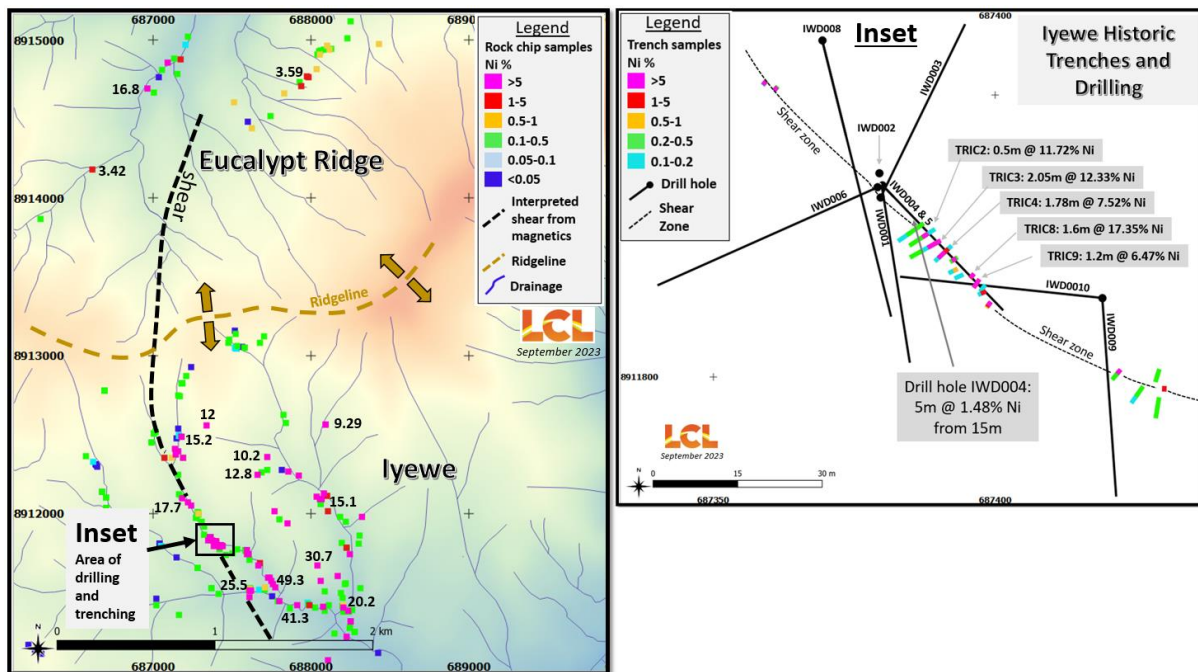 687000
688000
689000
8915000
8914000
8913000
8912000
Legend
Rock chip samples
Ni %
>5
1-5
0.5-1
0.1-0.5
0.05-0.1
<0.05
Interpreted
shear from
magnetics
Ridgeline
Drainage
LCL
September 2023
3.59
16.8
Eucalypt Ridge
shear
3.42
Ridgeline
12
15.2
9.29
10.2
12.8
Iyewe
17.7
15.1
Inset
Area of
drilling
and
trenching
30.7
25.5
49.3
41.3
20.2
0
1
2 km
687000
688000
689000
Legend
Trench samples
Ni %
>5
1-5
0.5-1
0.2-0.5
0.1-0.2
Drill hole
Shear
Zone
Inset
687400
Iyewe Historic
Trenches and
Drilling
IWD008
IWD003
IWD002
Shear zone
IWD006
IWD004 & 5
IWD001
TRIC2: 0.5m @ 11.72% Ni
TRIC3: 2.05m @ 12.33% Ni
TRIC4: 1.78m @ 7.52% Ni
TRIC8: 1.6m @ 17.35% Ni
TRIC9: 1.2m @ 6.47% Ni
IWD0010
IWD009
Shear zone
8911800
Drill hole IWD004:
5m @ 1.48% Ni
from 15m
LCL
September 2023
0
15
30 m
687350
687400